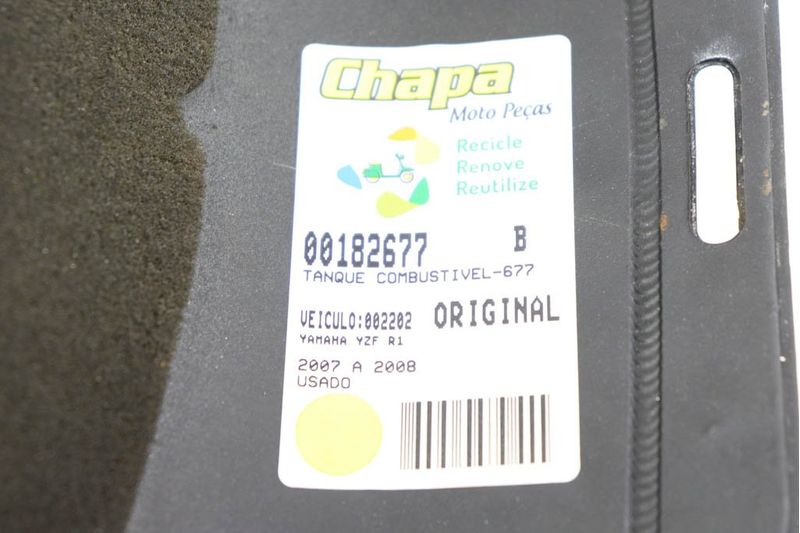 Chapa
Moto Peças
Recicle
Renove
Reutilize
00182677 B
TANQUE COMBUSTIVEL-677
VEICULO:002202 ORIGINAL
YAMAHA YZF R1
2007 A 2008
USADO